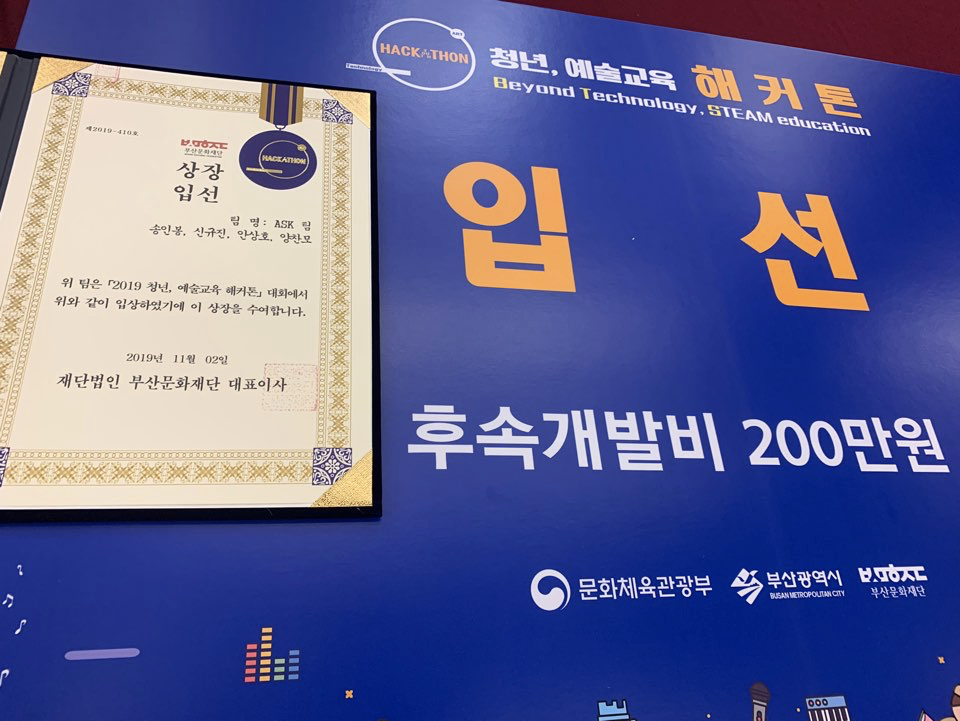 제2019-410호
부산문화재단
HACKATHON
상장
입선
팀 명: ASK 팀
송인봉, 신규진, 안상호, 양찬모
위 팀은 「2019 청년, 예술교육 해커톤」 대회에서
위와 같이 입상하였기에 이 상장을 수여합니다.
2019년 11월 02일
재단법인 부산문화재단 대표이사
ART
HACKATHON
Technology
청년, 예술교육 해커톤
Beyond Technology, STEAM education
입 선
후속개발비 200만원
문화체육관광부
부산광역시
BUSAN METROPOLITAN CITY
부산문화재단